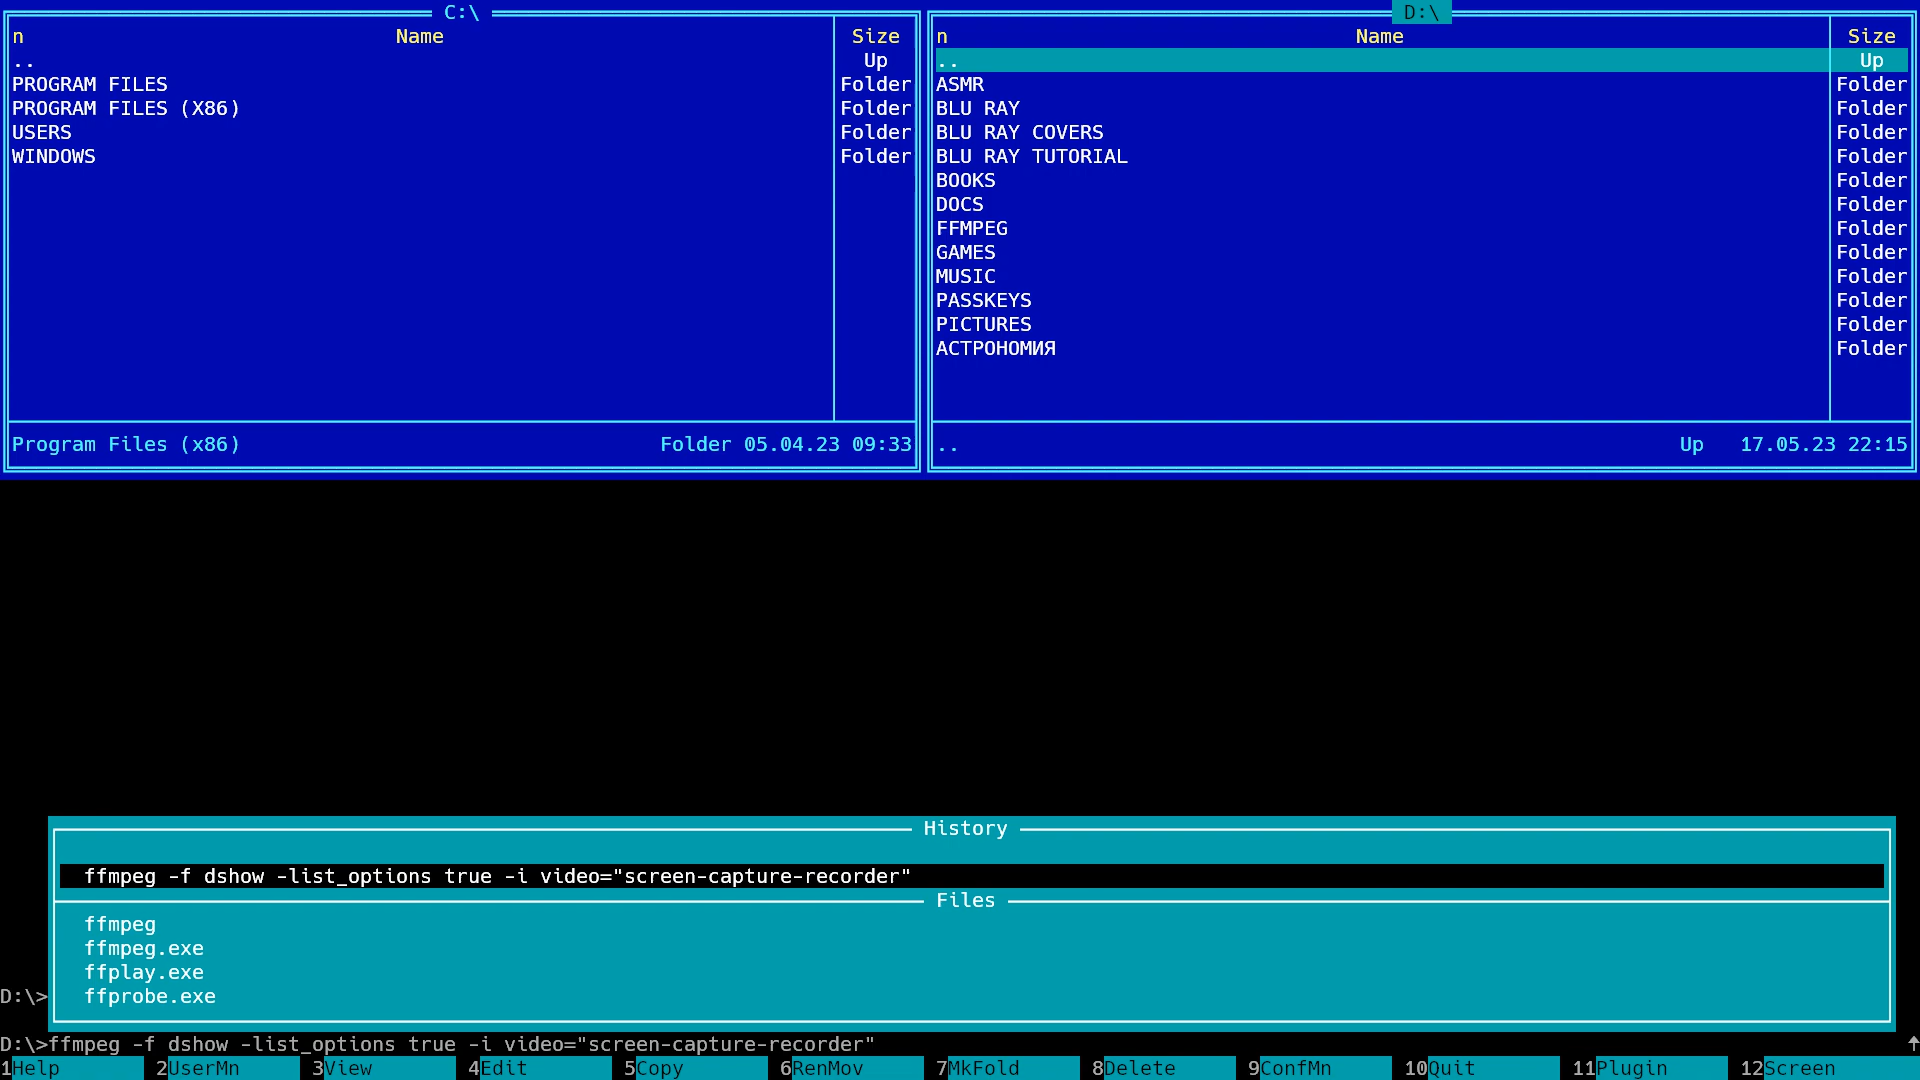 C:\
n Name Size
.. Up
PROGRAM FILES Folder
PROGRAM FILES (X86) Folder
USERS Folder
WINDOWS Folder
Program Files (x86) Folder 05.04.23 09:33
D:\
n Name Size
.. Up
ASMR Folder
BLU RAY Folder
BLU RAY COVERS Folder
BLU RAY TUTORIAL Folder
BOOKS Folder
DOCS Folder
FFMPEG Folder
GAMES Folder
MUSIC Folder
PASSKEYS Folder
PICTURES Folder
АСТРОНОМИЯ Folder
.. Up 17.05.23 22:15
History
ffmpeg -f dshow -list_options true -i video="screen-capture-recorder"
Files
ffmpeg
ffmpeg.exe
ffplay.exe
ffprobe.exe
D:\>
D:\>ffmpeg -f dshow -list_options true -i video="screen-capture-recorder"
1Help 2UserMn 3View 4Edit 5Copy 6RenMov 7MkFold 8Delete 9ConfMn 10Quit 11Plugin 12Screen